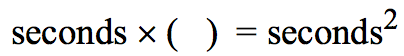 seconds × (   ) = seconds²